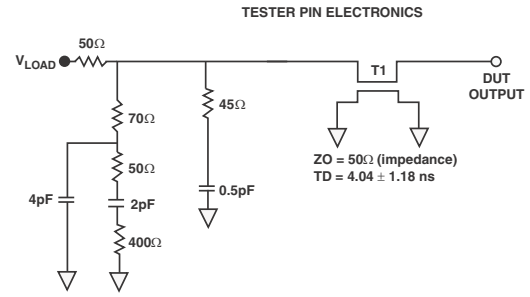 TESTER PIN ELECTRONICS
50Ω
VLOAD
T1
DUT
OUTPUT
70Ω
45Ω
50Ω
ZO = 50Ω (impedance)
TD = 4.04 ± 1.18 ns
0.5pF
4pF
2pF
400Ω